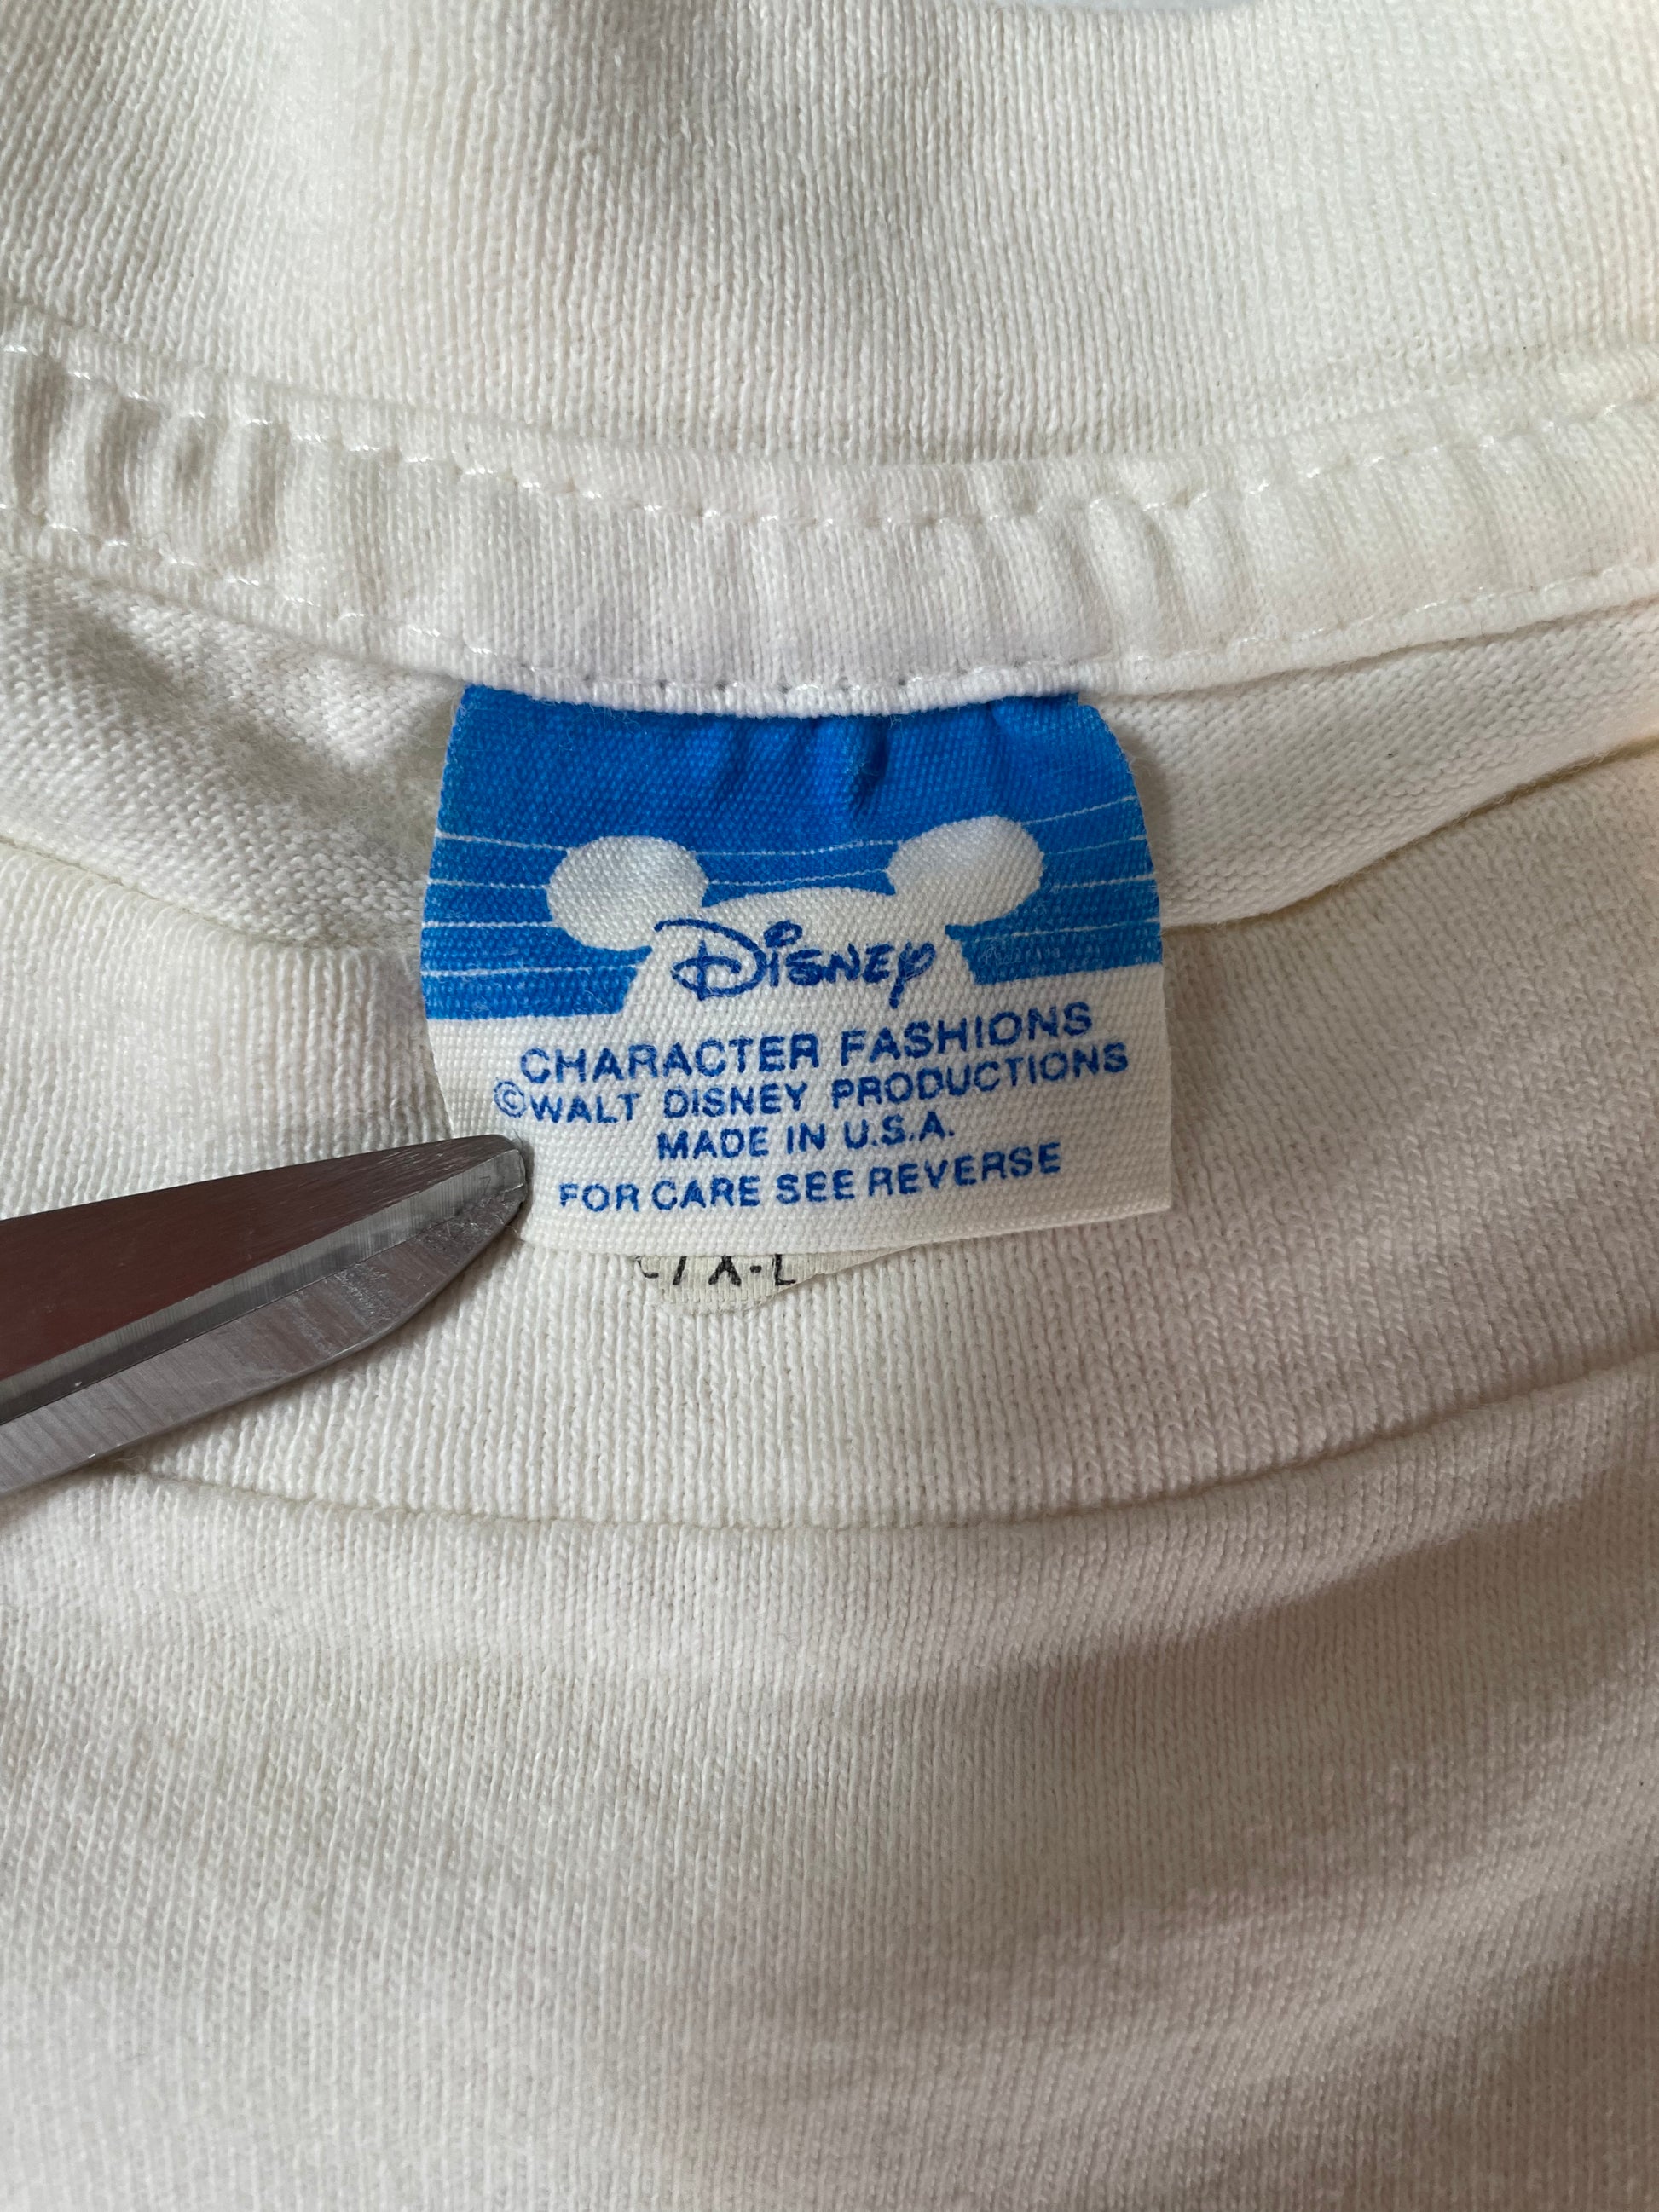 Disney
CHARACTER FASHIONS
©WALT DISNEY PRODUCTIONS
MADE IN U.S.A.
FOR CARE SEE REVERSE
L/X-L